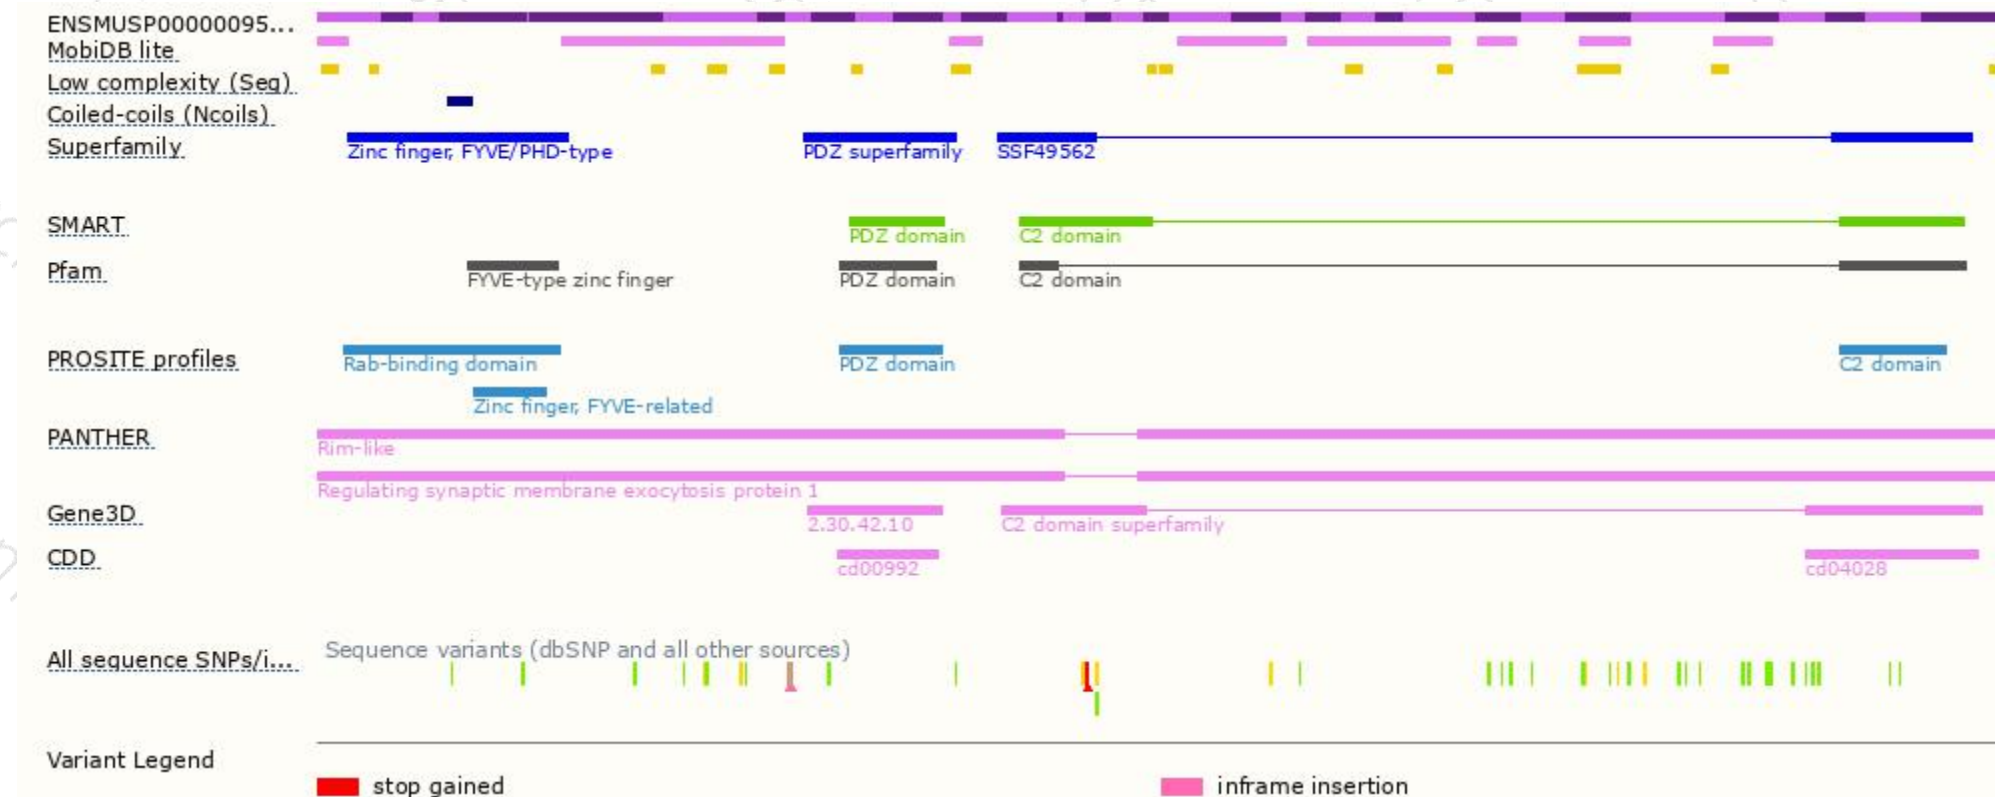 ENSMUSP00000095...
MobiDB lite
Low complexity (Seg)
Coiled-coils (Ncoils)
Superfamily
Zinc finger, FYVE/PHD-type PDZ superfamily SSF49562
SMART
PDZ domain C2 domain
Pfam
FYVE-type zinc finger PDZ domain C2 domain
PROSITE profiles
Rab-binding domain PDZ domain C2 domain
Zinc finger, FYVE-related
PANTHER
Rim-like
Regulating synaptic membrane exocytosis protein 1
Gene3D
2.30.42.10 C2 domain superfamily
CDD
cd00992 cd04028
Sequence variants (dbSNP and all other sources)
All sequence SNPs/i...
Variant Legend
stop gained inframe insertion